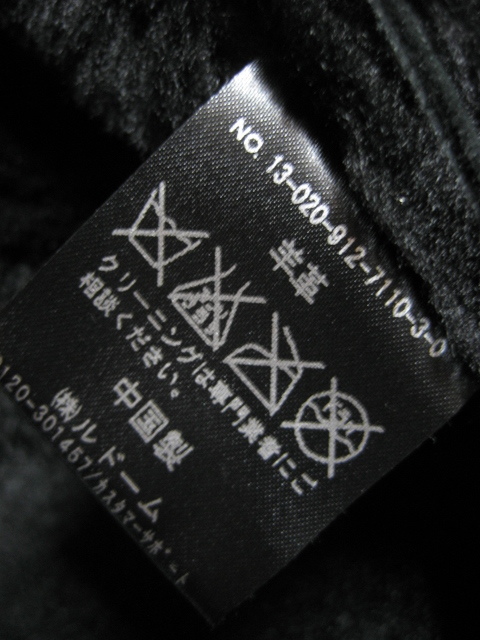 NO. 13-020-912-7110-3-0
羊革
クリーニングは専門業者にご
相談ください。
中国製
(株)ルドーム
0120-301457/カスタマーサポート